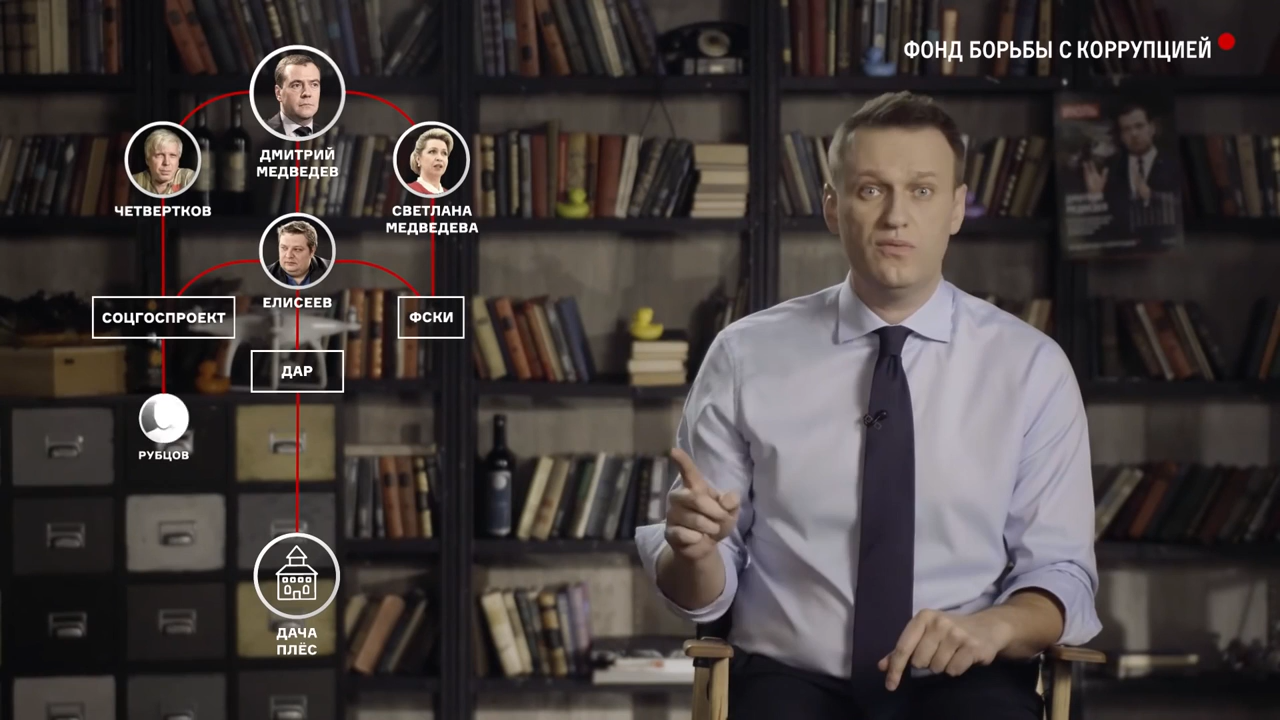 ФОНД БОРЬБЫ С КОРРУПЦИЕЙ
ДМИТРИЙ
МЕДВЕДЕВ
ЧЕТВЕРТКОВ
СВЕТЛАНА
МЕДВЕДЕВА
ЕЛИСЕЕВ
СОЦГОСПРОЕКТ
ФСКИ
ДАР
РУБЦОВ
ДАЧА
ПЛЁС